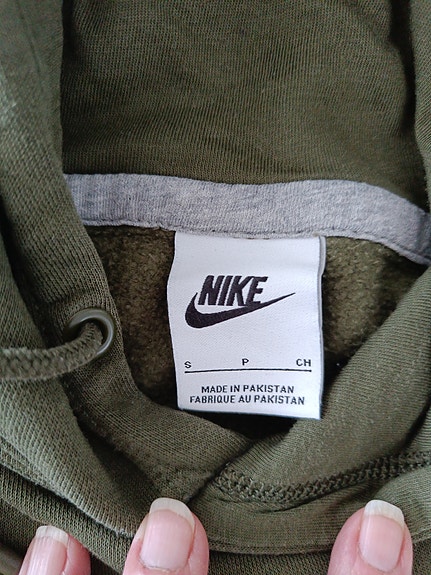 NIKE
S P CH
MADE IN PAKISTAN
FABRIQUE AU PAKISTAN